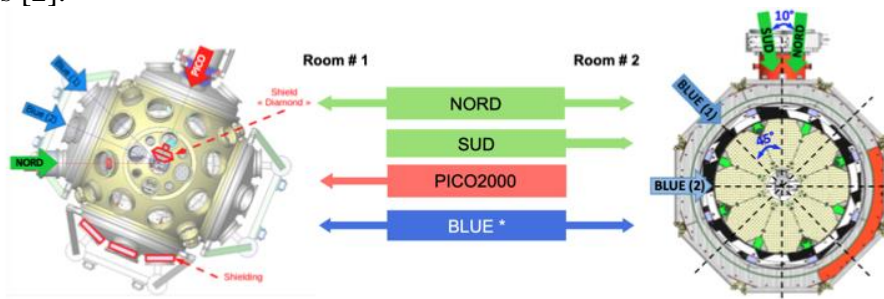 s [2].
Room # 1
Room # 2
Blue (1)
Blue (2)
PICO
NORD
Shield
« Diamond »
Shielding
NORD
SUD
PICO2000
BLUE *
10°
SUD
NORD
BLUE (1)
BLUE (2)
45°